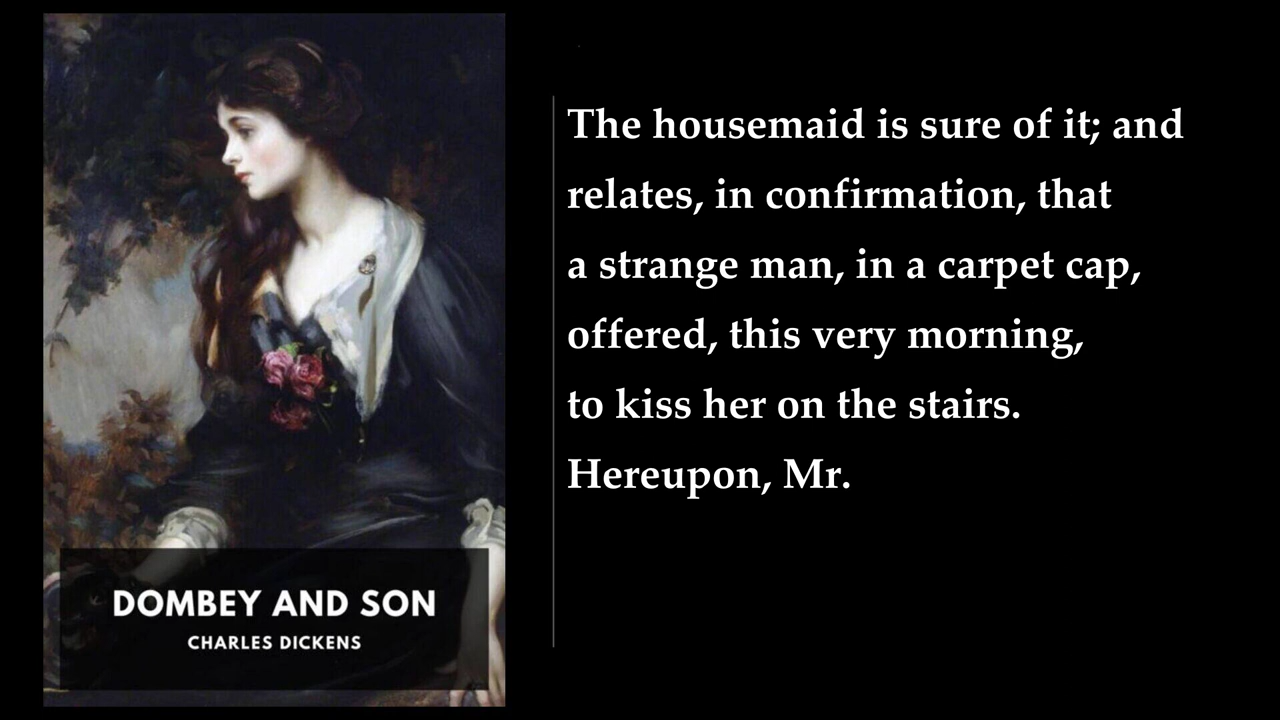 DOMBEY AND SON
CHARLES DICKENS
The housemaid is sure of it; and
relates, in confirmation, that
a strange man, in a carpet cap,
offered, this very morning,
to kiss her on the stairs.
Hereupon, Mr.